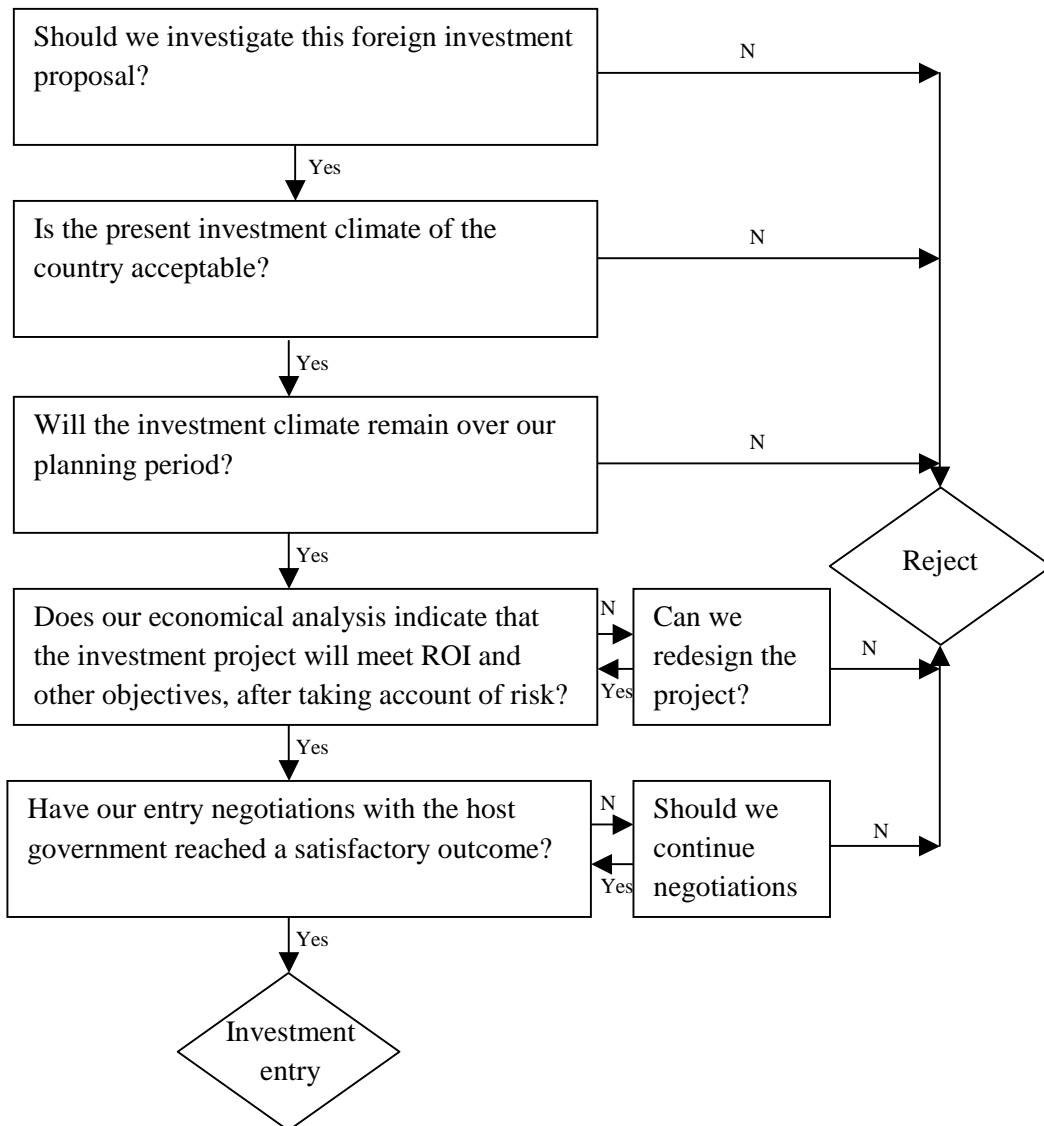 Should we investigate this foreign investment
proposal?
N
Yes
Is the present investment climate of the
country acceptable?
N
Yes
Will the investment climate remain over our
planning period?
N
Yes
Reject
Does our economical analysis indicate that
the investment project will meet ROI and
other objectives, after taking account of risk?
N
Yes
Can we
redesign the
project?
N
Yes
Have our entry negotiations with the host
government reached a satisfactory outcome?
N
Yes
Should we
continue
negotiations
N
Yes
Investment
entry